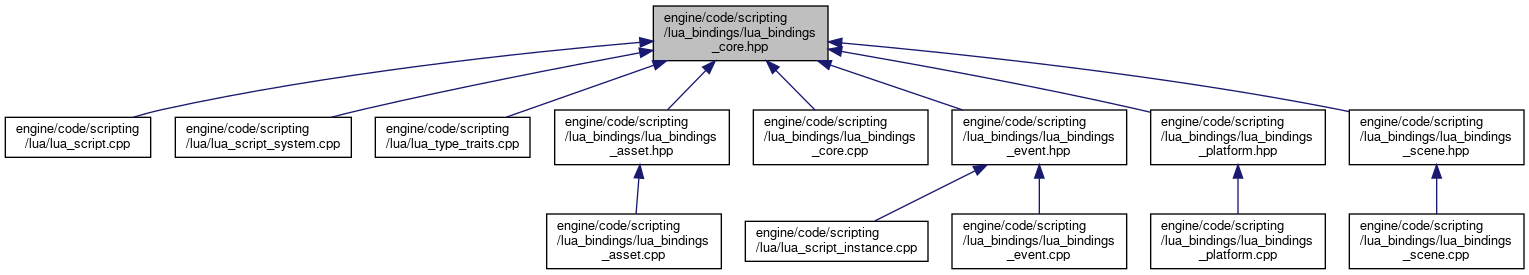 engine/code/scripting
/lua_bindings/lua_bindings
_core.hpp
engine/code/scripting
/lua/lua_script.cpp
engine/code/scripting
/lua/lua_script_system.cpp
engine/code/scripting
/lua/lua_type_traits.cpp
engine/code/scripting
/lua_bindings/lua_bindings
_asset.hpp
engine/code/scripting
/lua_bindings/lua_bindings
_core.cpp
engine/code/scripting
/lua_bindings/lua_bindings
_event.hpp
engine/code/scripting
/lua_bindings/lua_bindings
_platform.hpp
engine/code/scripting
/lua_bindings/lua_bindings
_scene.hpp
engine/code/scripting
/lua_bindings/lua_bindings
_asset.cpp
engine/code/scripting
/lua/lua_script_instance.cpp
engine/code/scripting
/lua_bindings/lua_bindings
_event.cpp
engine/code/scripting
/lua_bindings/lua_bindings
_platform.cpp
engine/code/scripting
/lua_bindings/lua_bindings
_scene.cpp